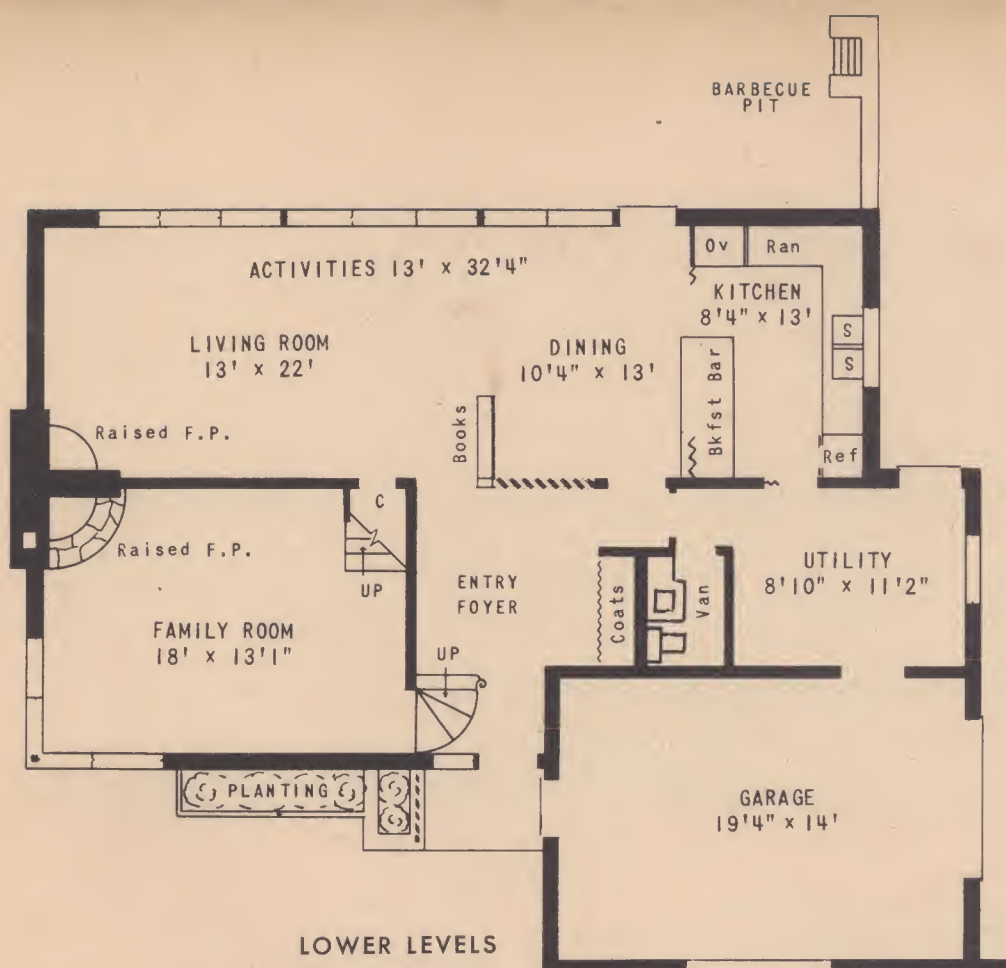 BARBECUE
PIT
Ov
Ran
ACTIVITIES 13' x 32'4"
KITCHEN
8'4" x 13'
LIVING ROOM
13' x 22'
DINING
10'4" x 13'
S
S
Bkfst Bar
Books
Raised F.P.
Ref
C
Raised F.P.
UP
ENTRY
FOYER
UTILITY
8'10" x 11'2"
Coats
Van
FAMILY ROOM
18' x 13'1"
UP
PLANTING
GARAGE
19'4" x 14'
LOWER LEVELS